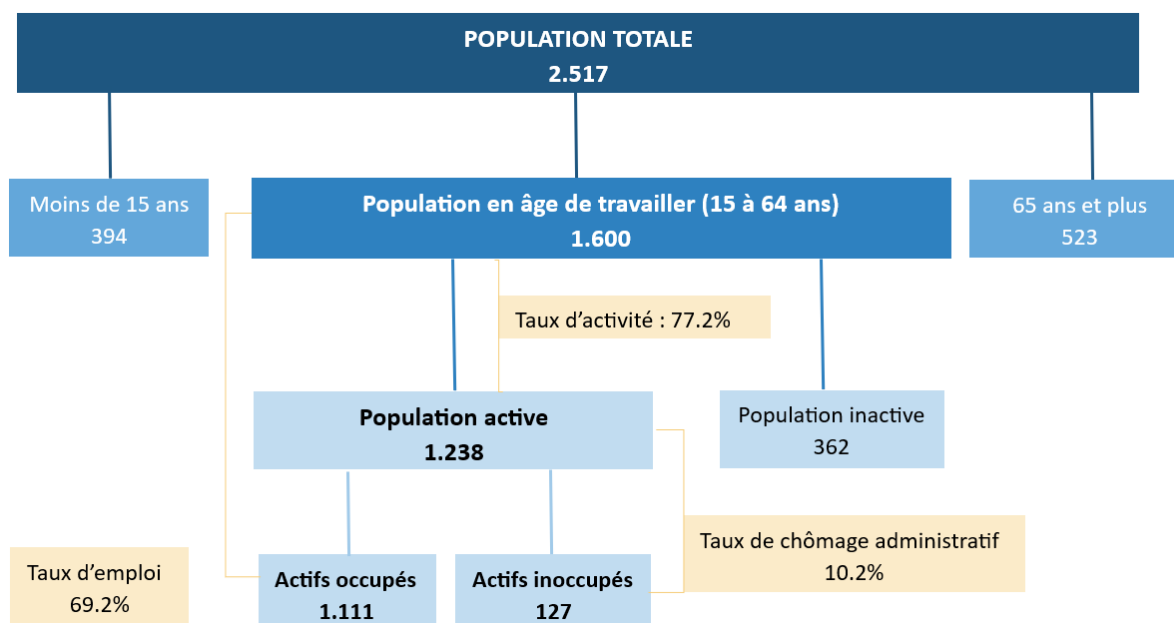 POPULATION TOTALE
2.517
Moins de 15 ans
394
Population en âge de travailler (15 à 64 ans)
1.600
65 ans et plus
523
Taux d’activité : 77.2%
Population active
1.238
Population inactive
362
Taux d’emploi
69.2%
Actifs occupés
1.111
Actifs inoccupés
127
Taux de chômage administratif
10.2%